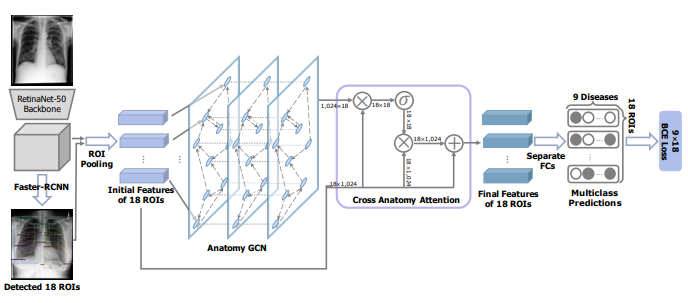 RetinaNet-50
Backbone
Faster-RCNN
Detected 18 ROIs
ROI
Pooling
Initial Features
of 18 ROIs
Anatomy GCN
1,024×18
18×18
σ
18×18
18×1,024
18×1,024
18×1,024
Cross Anatomy Attention
Final Features
of 18 ROIs
Separate
FCs
9 Diseases
18 ROIs
Multiclass
Predictions
BCE Loss
9×18